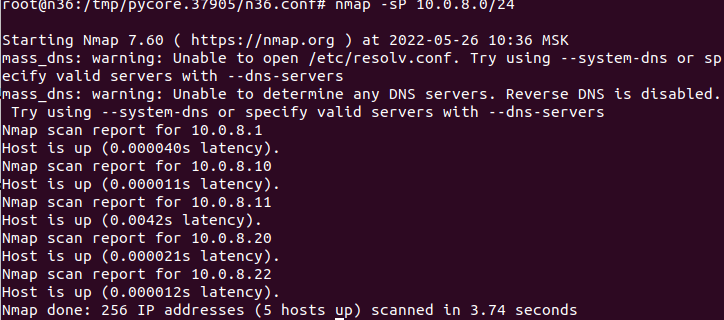 root@n36:/tmp/pycore.37905/n36.conf# nmap -sP 10.0.8.0/24
Starting Nmap 7.60 ( https://nmap.org ) at 2022-05-26 10:36 MSK
mass_dns: warning: Unable to open /etc/resolv.conf. Try using --system-dns or sp
ecify valid servers with --dns-servers
mass_dns: warning: Unable to determine any DNS servers. Reverse DNS is disabled.
 Try using --system-dns or specify valid servers with --dns-servers
Nmap scan report for 10.0.8.1
Host is up (0.000040s latency).
Nmap scan report for 10.0.8.10
Host is up (0.000011s latency).
Nmap scan report for 10.0.8.11
Host is up (0.0042s latency).
Nmap scan report for 10.0.8.20
Host is up (0.000021s latency).
Nmap scan report for 10.0.8.22
Host is up (0.000012s latency).
Nmap done: 256 IP addresses (5 hosts up) scanned in 3.74 seconds